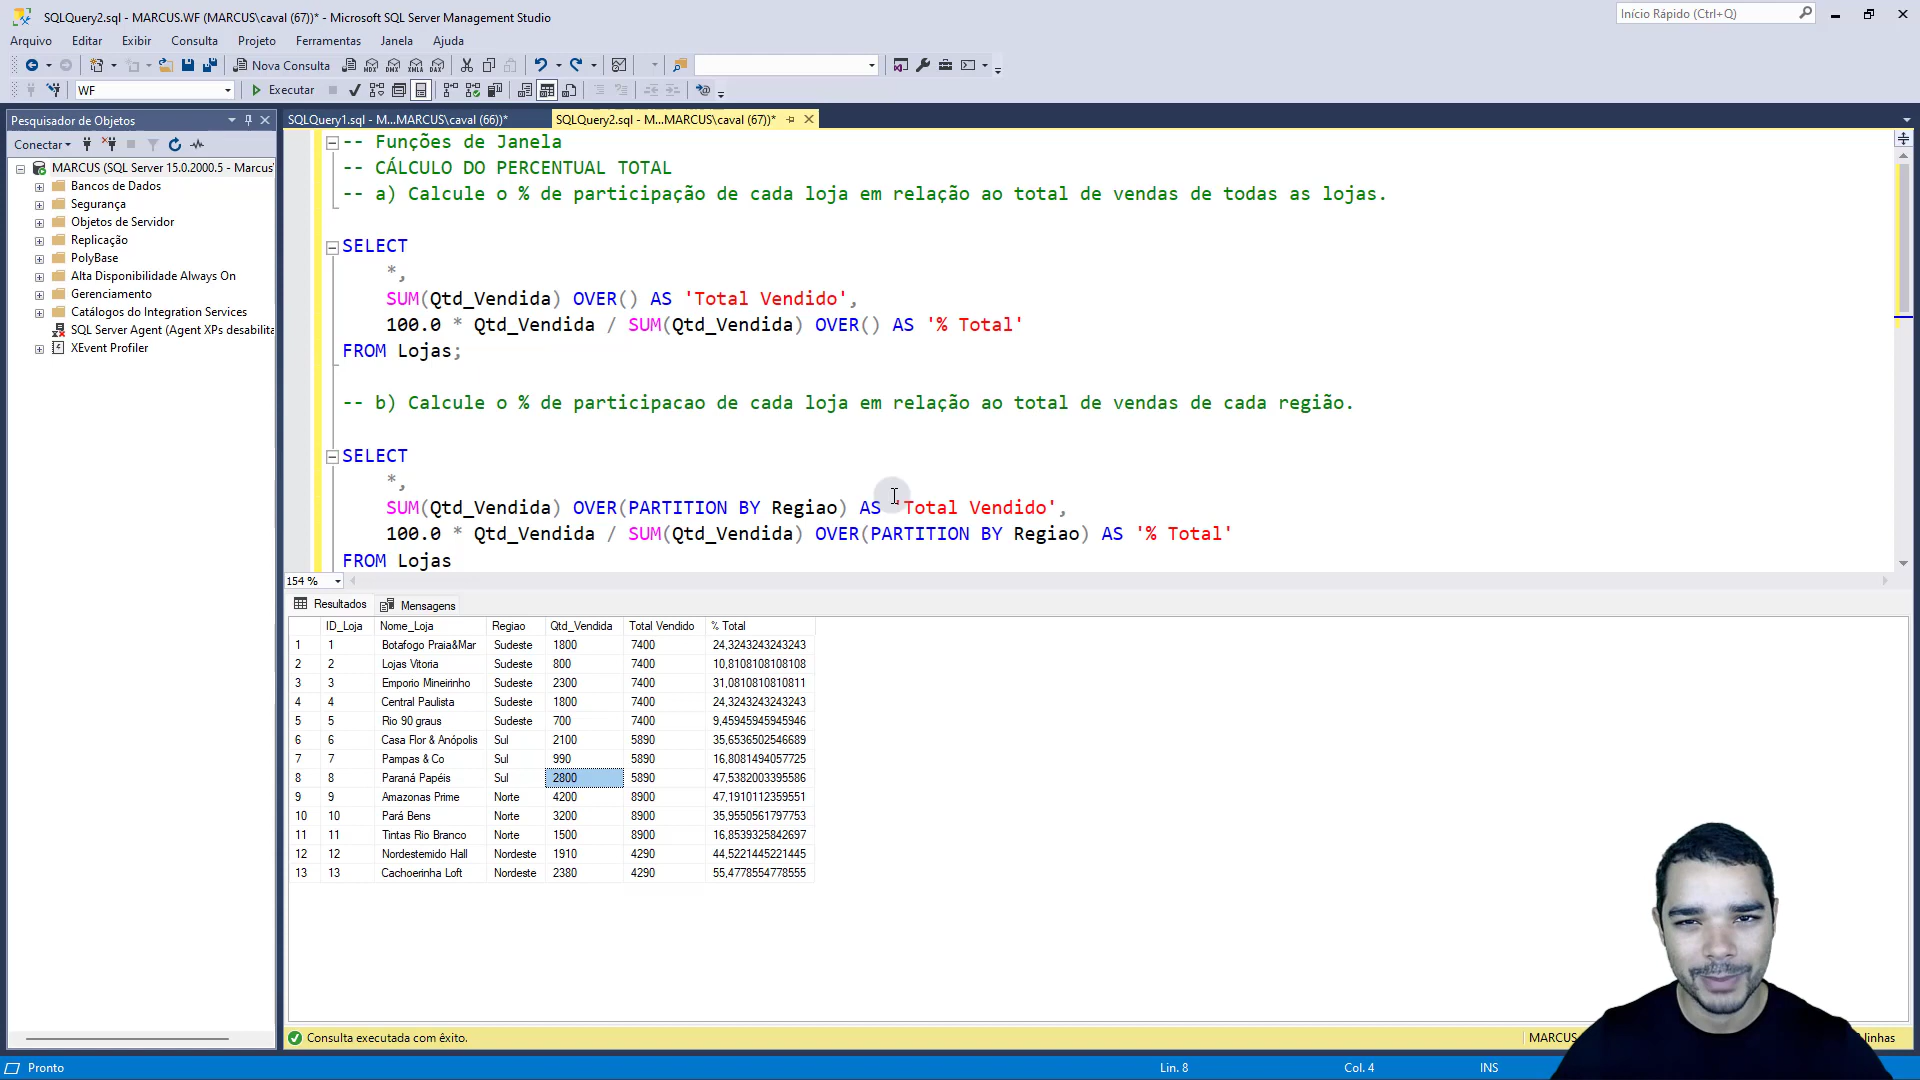 SQLQuery2.sql - MARCUS.WF (MARCUS\caval (67))* - Microsoft SQL Server Management Studio
Início Rápido (Ctrl+Q)
Arquivo Editar Exibir Consulta Projeto Ferramentas Janela Ajuda
Nova Consulta
WF Executar
Pesquisador de Objetos
SQLQuery1.sql - M...MARCUS\caval (66))*
SQLQuery2.sql - M...MARCUS\caval (67))*
Conectar
MARCUS (SQL Server 15.0.2000.5 - Marcus
Bancos de Dados
Segurança
Objetos de Servidor
Replicação
PolyBase
Alta Disponibilidade Always On
Gerenciamento
Catálogos do Integration Services
SQL Server Agent (Agent XPs desabilita
XEvent Profiler
-- Funções de Janela
-- CÁLCULO DO PERCENTUAL TOTAL
-- a) Calcule o % de participação de cada loja em relação ao total de vendas de todas as lojas.
SELECT
*,
SUM(Qtd_Vendida) OVER() AS 'Total Vendido',
100.0 * Qtd_Vendida / SUM(Qtd_Vendida) OVER() AS '% Total'
FROM Lojas;
-- b) Calcule o % de participacao de cada loja em relação ao total de vendas de cada região.
SELECT
*,
SUM(Qtd_Vendida) OVER(PARTITION BY Regiao) AS 'Total Vendido',
100.0 * Qtd_Vendida / SUM(Qtd_Vendida) OVER(PARTITION BY Regiao) AS '% Total'
FROM Lojas
154 %
Resultados Mensagens
ID_Loja Nome_Loja Regiao Qtd_Vendida Total Vendido % Total
1 1 Botafogo Praia&Mar Sudeste 1800 7400 24,3243243243243
2 2 Lojas Vitoria Sudeste 800 7400 10,8108108108108
3 3 Emporio Mineirinho Sudeste 2300 7400 31,0810810810811
4 4 Central Paulista Sudeste 1800 7400 24,3243243243243
5 5 Rio 90 graus Sudeste 700 7400 9,45945945945946
6 6 Casa Flor & Anópolis Sul 2100 5890 35,6536502546689
7 7 Pampas & Co Sul 990 5890 16,8081494057725
8 8 Paraná Papéis Sul 2800 5890 47,5382003395586
9 9 Amazonas Prime Norte 4200 8900 47,1910112359551
10 10 Pará Bens Norte 3200 8900 35,9550561797753
11 11 Tintas Rio Branco Norte 1500 8900 16,8539325842697
12 12 Nordestemido Hall Nordeste 1910 4290 44,5221445221445
13 13 Cachoerinha Loft Nordeste 2380 4290 55,4778554778555
Consulta executada com êxito.
MARCUS
linhas
Pronto
Lin. 8
Col. 4
INS